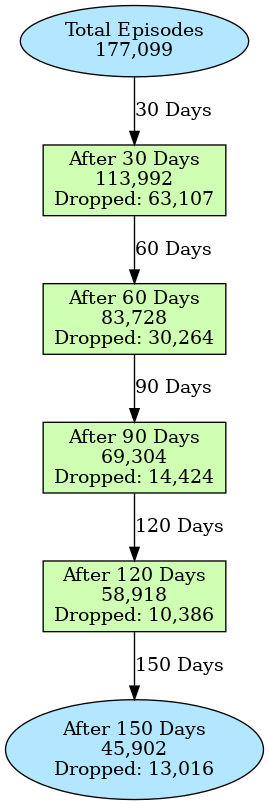 Total Episodes
177,099
30 Days
After 30 Days
113,992
Dropped: 63,107
60 Days
After 60 Days
83,728
Dropped: 30,264
90 Days
After 90 Days
69,304
Dropped: 14,424
120 Days
After 120 Days
58,918
Dropped: 10,386
150 Days
After 150 Days
45,902
Dropped: 13,016